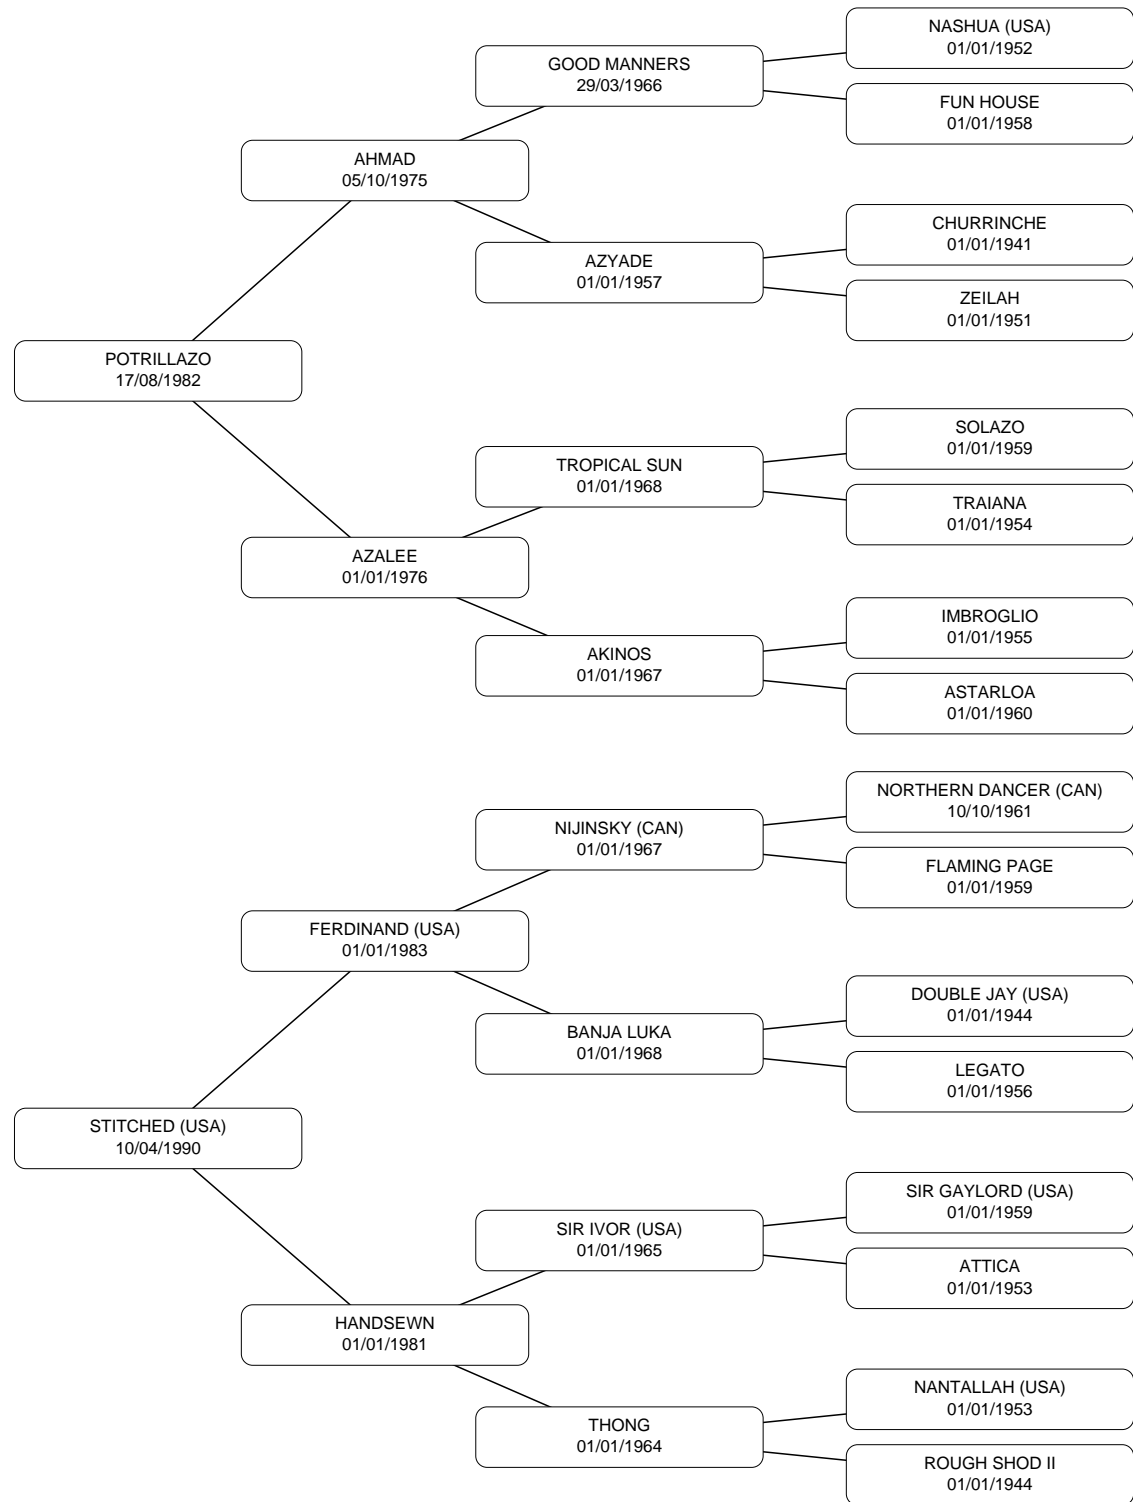 NASHUA (USA)
01/01/1952
GOOD MANNERS
29/03/1966
FUN HOUSE
01/01/1958
AHMAD
05/10/1975
CHURRINCHE
01/01/1941
AZYADE
01/01/1957
ZEILAH
01/01/1951
POTRILLAZO
17/08/1982
SOLAZO
01/01/1959
TROPICAL SUN
01/01/1968
TRAIANA
01/01/1954
AZALEE
01/01/1976
IMBROGLIO
01/01/1955
AKINOS
01/01/1967
ASTARLOA
01/01/1960
NORTHERN DANCER (CAN)
10/10/1961
NIJINSKY (CAN)
01/01/1967
FLAMING PAGE
01/01/1959
FERDINAND (USA)
01/01/1983
DOUBLE JAY (USA)
01/01/1944
BANJA LUKA
01/01/1968
LEGATO
01/01/1956
STITCHED (USA)
10/04/1990
SIR GAYLORD (USA)
01/01/1959
SIR IVOR (USA)
01/01/1965
ATTICA
01/01/1953
HANDSEWN
01/01/1981
NANTALLAH (USA)
01/01/1953
THONG
01/01/1964
ROUGH SHOD II
01/01/1944